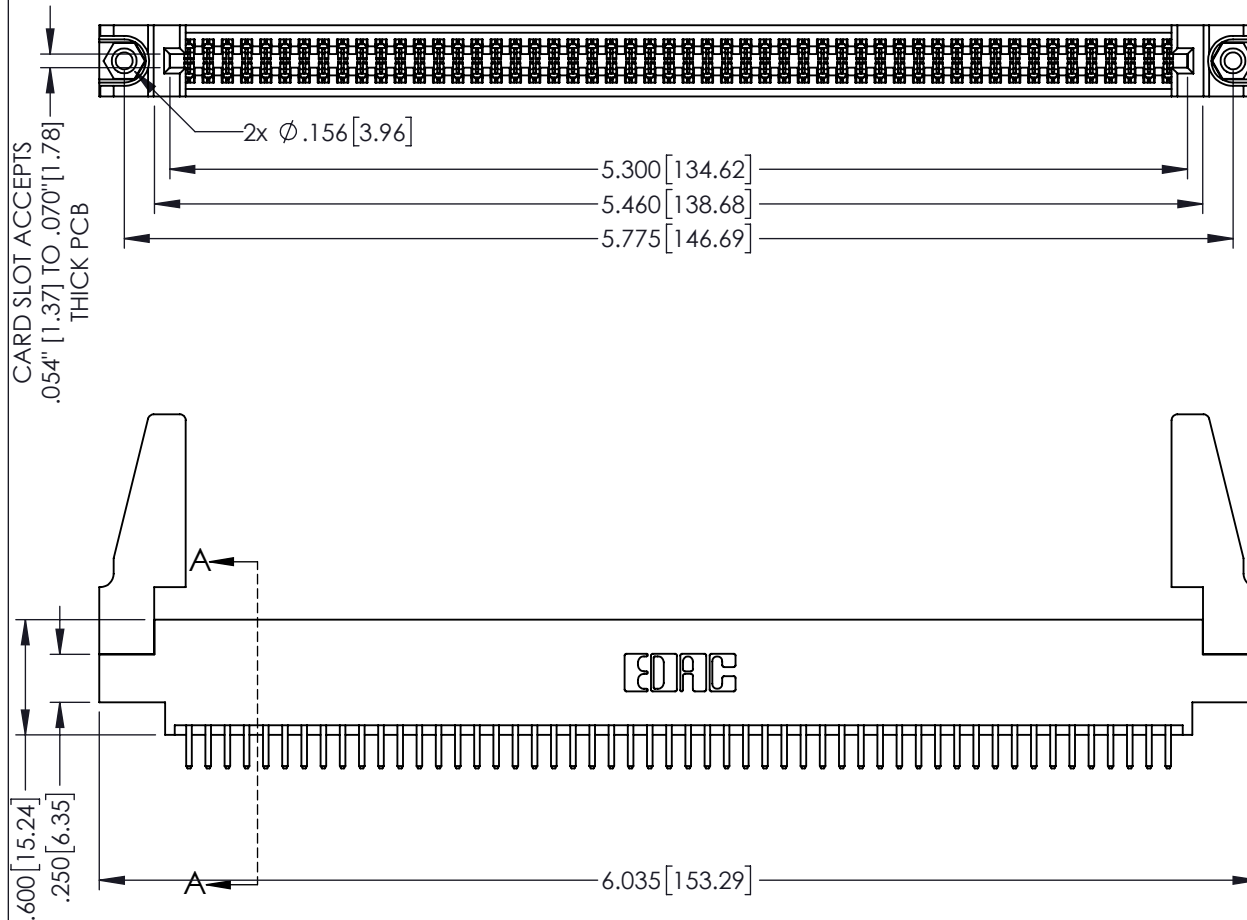 2x ∅ .156[3.96]
5.300[134.62]
5.460[138.68]
5.775[146.69]
CARD SLOT ACCEPTS
.054" [1.37] TO .070"[1.78]
THICK PCB
A
EDAC
.600[15.24]
.250[6.35]
A
6.035[153.29]